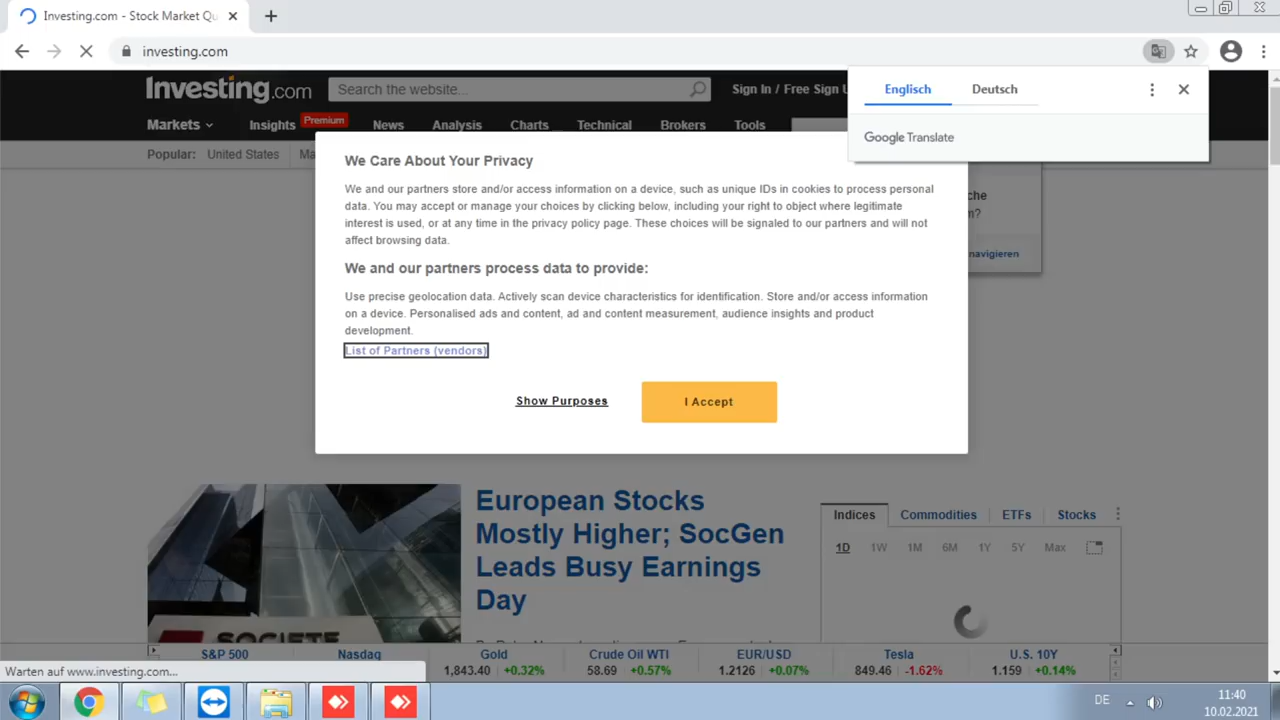 Investing.com - Stock Market Qu
investing.com
Investing.com
Search the website...
Sign In / Free Sign U
Englisch
Deutsch
Google Translate
Markets
Insights
Premium
News
Analysis
Charts
Technical
Brokers
Tools
Popular:
United States
Ma
che
m?
navigieren
We Care About Your Privacy
We and our partners store and/or access information on a device, such as unique IDs in cookies to process personal
data. You may accept or manage your choices by clicking below, including your right to object where legitimate
interest is used, or at any time in the privacy policy page. These choices will be signaled to our partners and will not
affect browsing data.
We and our partners process data to provide:
Use precise geolocation data. Actively scan device characteristics for identification. Store and/or access information
on a device. Personalised ads and content, ad and content measurement, audience insights and product
development.
List of Partners (vendors)
Show Purposes
I Accept
European Stocks
Mostly Higher; SocGen
Leads Busy Earnings
Day
SOCIETE
Indices
Commodities
ETFs
Stocks
1D
1W
1M
6M
1Y
5Y
Max
S&P 500
Nasdaq
Gold
Crude Oil WTI
EUR/USD
Tesla
U.S. 10Y
1,843.40 +0.32%
58.69 +0.57%
1.2126 +0.07%
849.46 -1.62%
1.159 +0.14%
Warten auf www.investing.com...
DE
11:40
10.02.2021